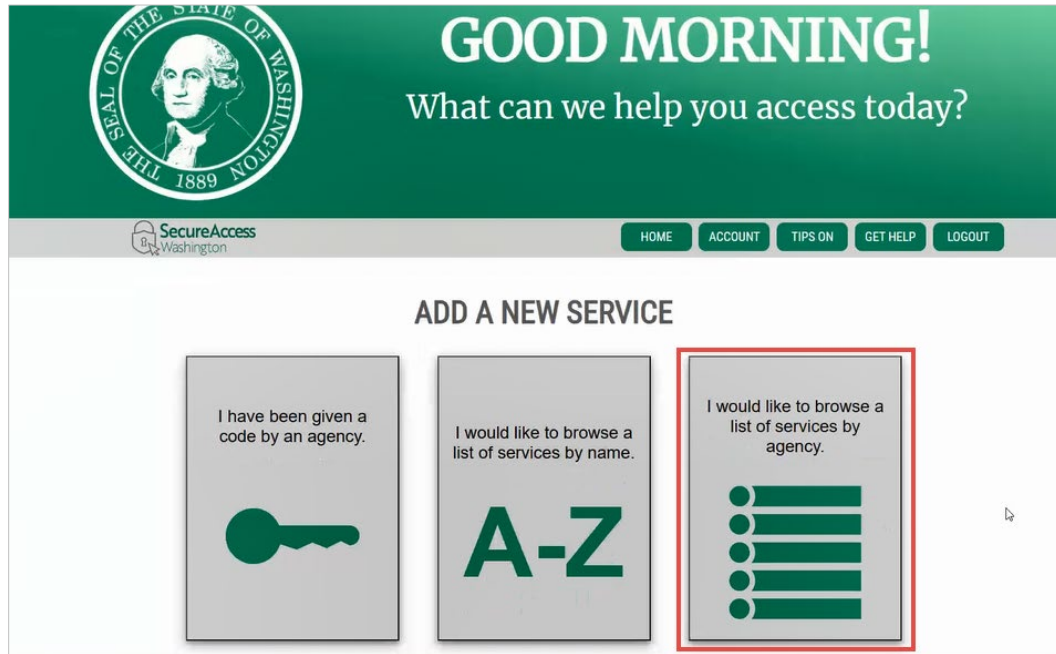 THE SEAL OF THE STATE OF WASHINGTON
1889
GOOD MORNING!
What can we help you access today?
SecureAccess
Washington
HOME
ACCOUNT
TIPS ON
GET HELP
LOGOUT
ADD A NEW SERVICE
I have been given a
code by an agency.
I would like to browse a
list of services by name.
A-Z
I would like to browse a
list of services by
agency.